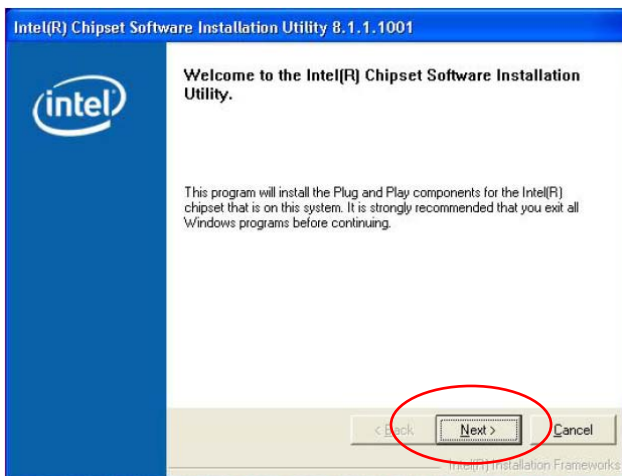 Intel(R) Chipset Software Installation Utility 8.1.1.1001
intel
Welcome to the Intel(R) Chipset Software Installation
Utility.
This program will install the Plug and Play components for the Intel(R)
chipset that is on this system. It is strongly recommended that you exit all
Windows programs before continuing.
< Back
Next >
Cancel
Intel(R) Installation Frameworks